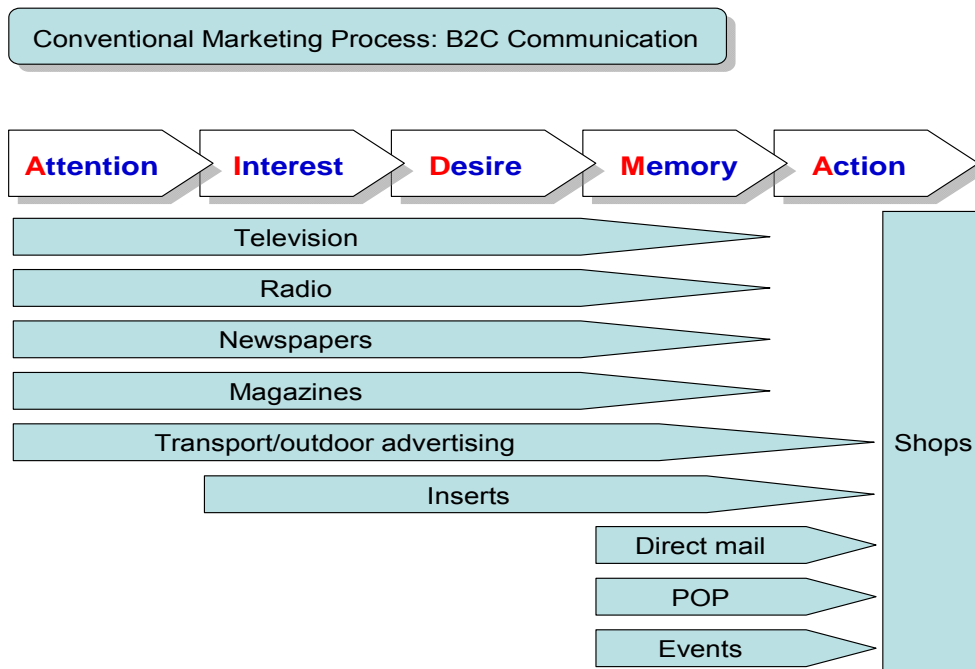 Conventional Marketing Process: B2C Communication
Attention
Interest
Desire
Memory
Action
Television
Radio
Newspapers
Magazines
Transport/outdoor advertising
Shops
Inserts
Direct mail
POP
Events